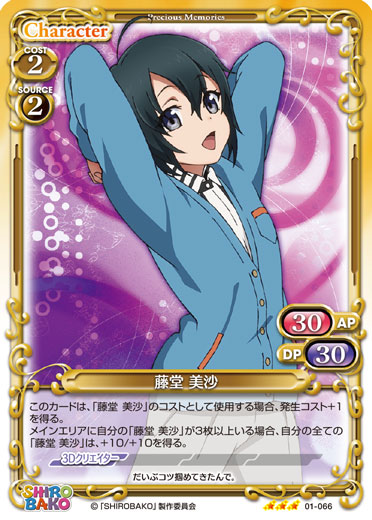 Precious Memories
Character
COST
2
SOURCE
2
30 AP
DP 30
藤堂 美沙
このカードは、「藤堂 美沙」のコストとして使用する場合、発生コスト+1
を得る。
メインエリアに自分の「藤堂 美沙」が3枚以上いる場合、自分の全ての
「藤堂 美沙」は、+10/+10を得る。
3Dクリエイター
だいぶコツ掴めてきたんで。
SHIRO
BAKO
©「SHIROBAKO」製作委員会
★★★ 01-066